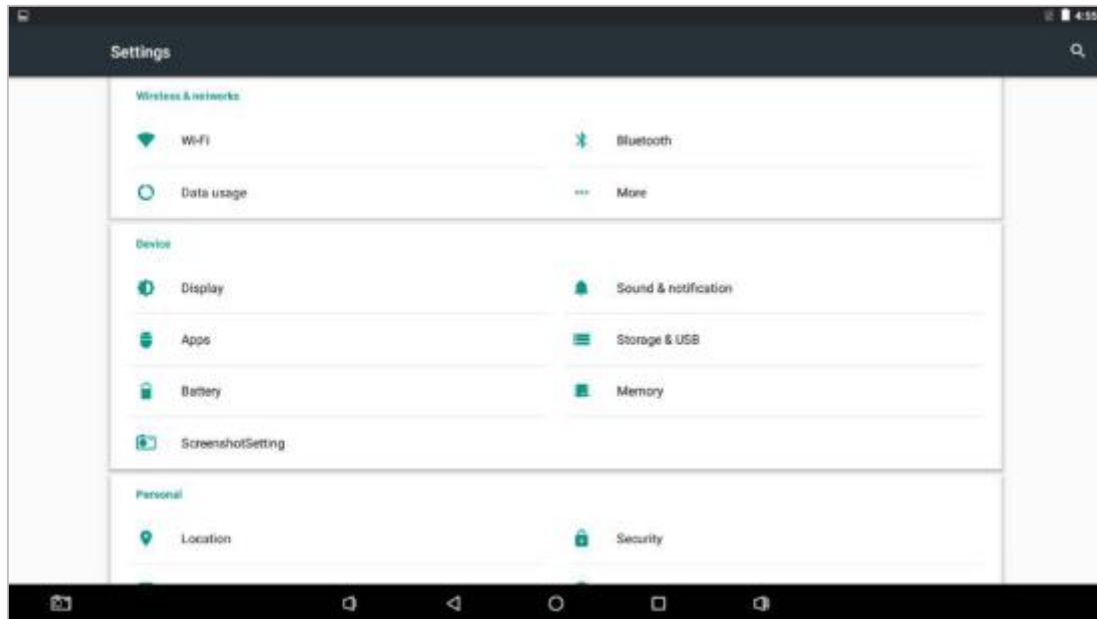 4:55
Settings
Wireless & networks
Wi-Fi
Bluetooth
Data usage
More
Device
Display
Sound & notification
Apps
Storage & USB
Battery
Memory
ScreenshotSetting
Personal
Location
Security